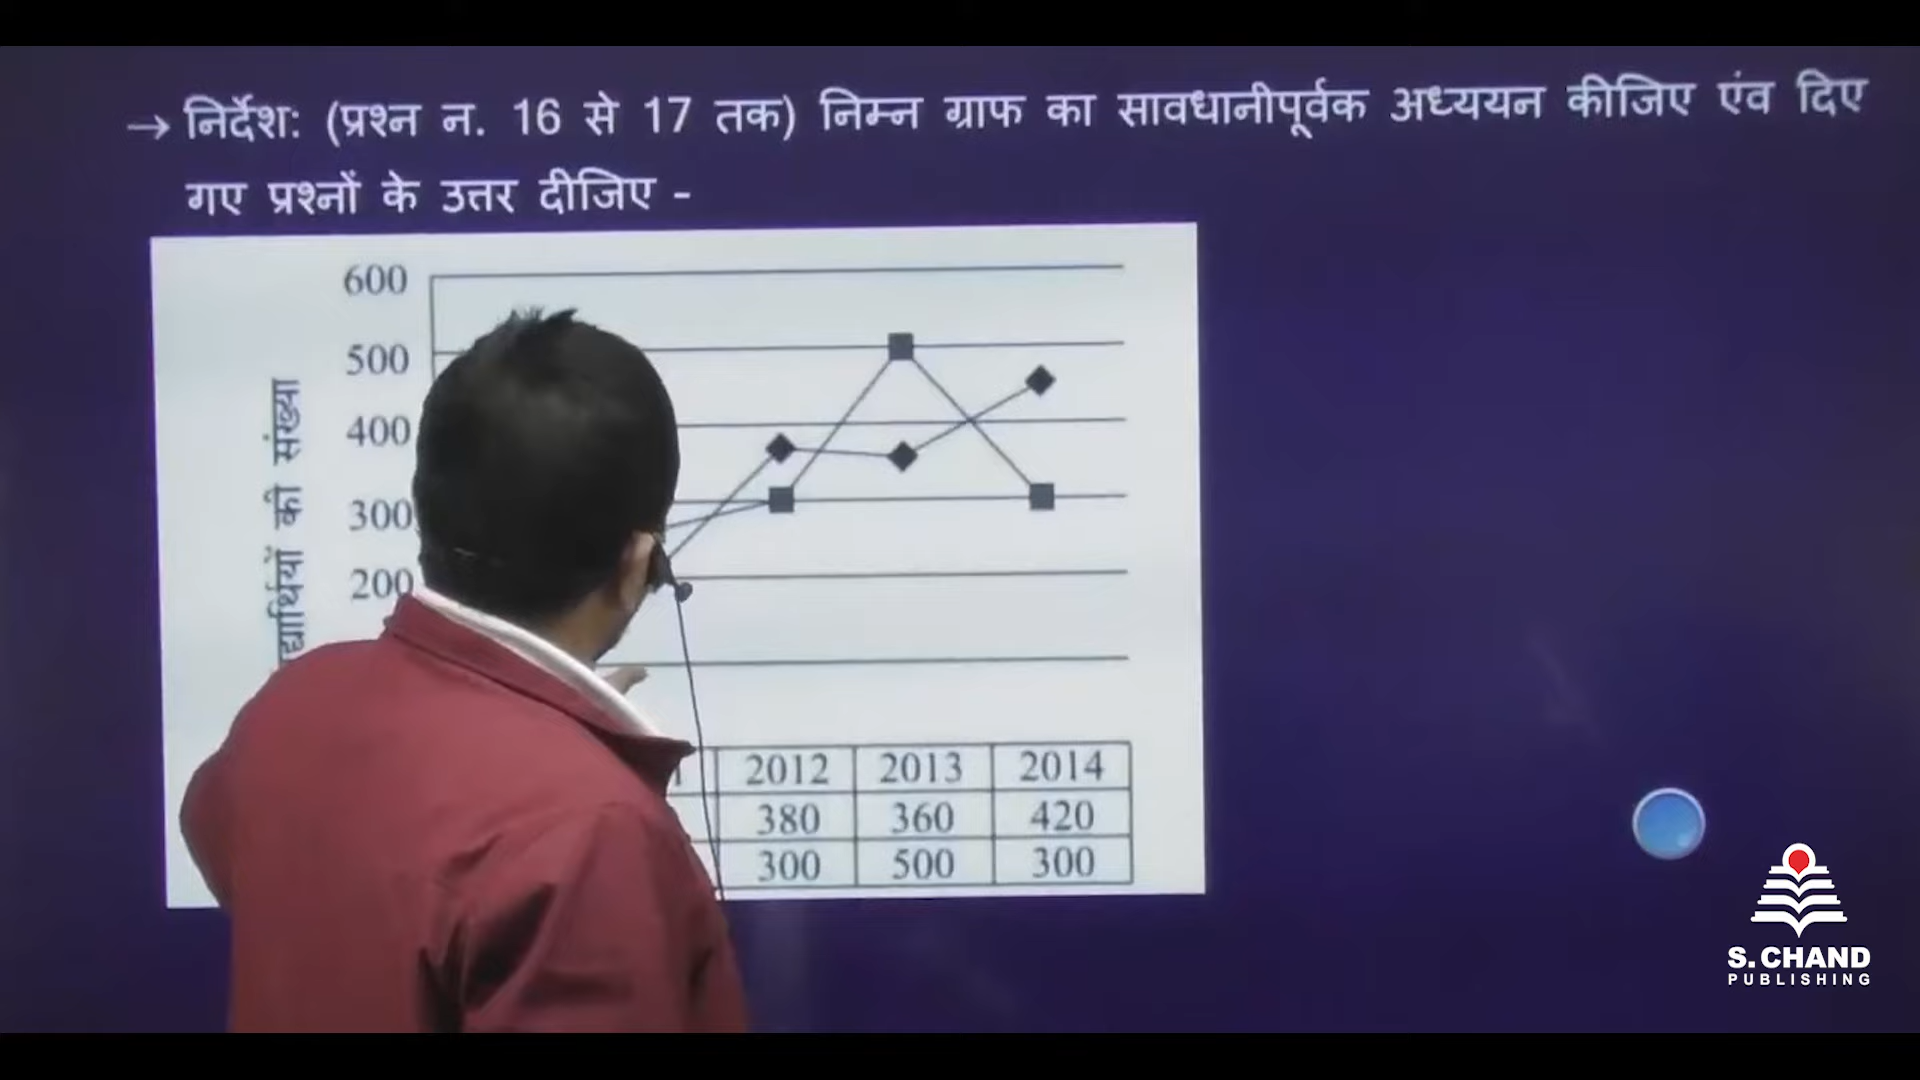 → निर्देश: (प्रश्न न. 16 से 17 तक) निम्न ग्राफ का सावधानीपूर्वक अध्ययन कीजिए एंव दिए
गए प्रश्नों के उत्तर दीजिए -
600
500
400
300
200
की संख्या
2012 2013 2014
380 360 420
300 500 300
S. CHAND
PUBLISHING